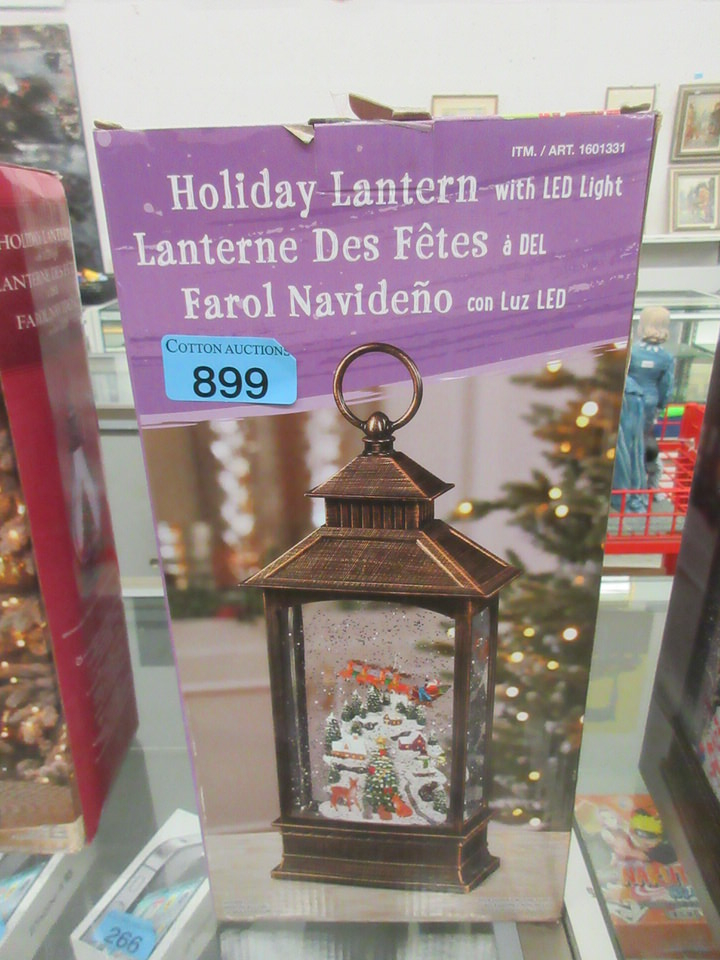 ITM. / ART. 1601331
Holiday Lantern with LED Light
Lanterne Des Fêtes à DEL
Farol Navideño con Luz LED
COTTON AUCTIONS
899
266
NARUTO